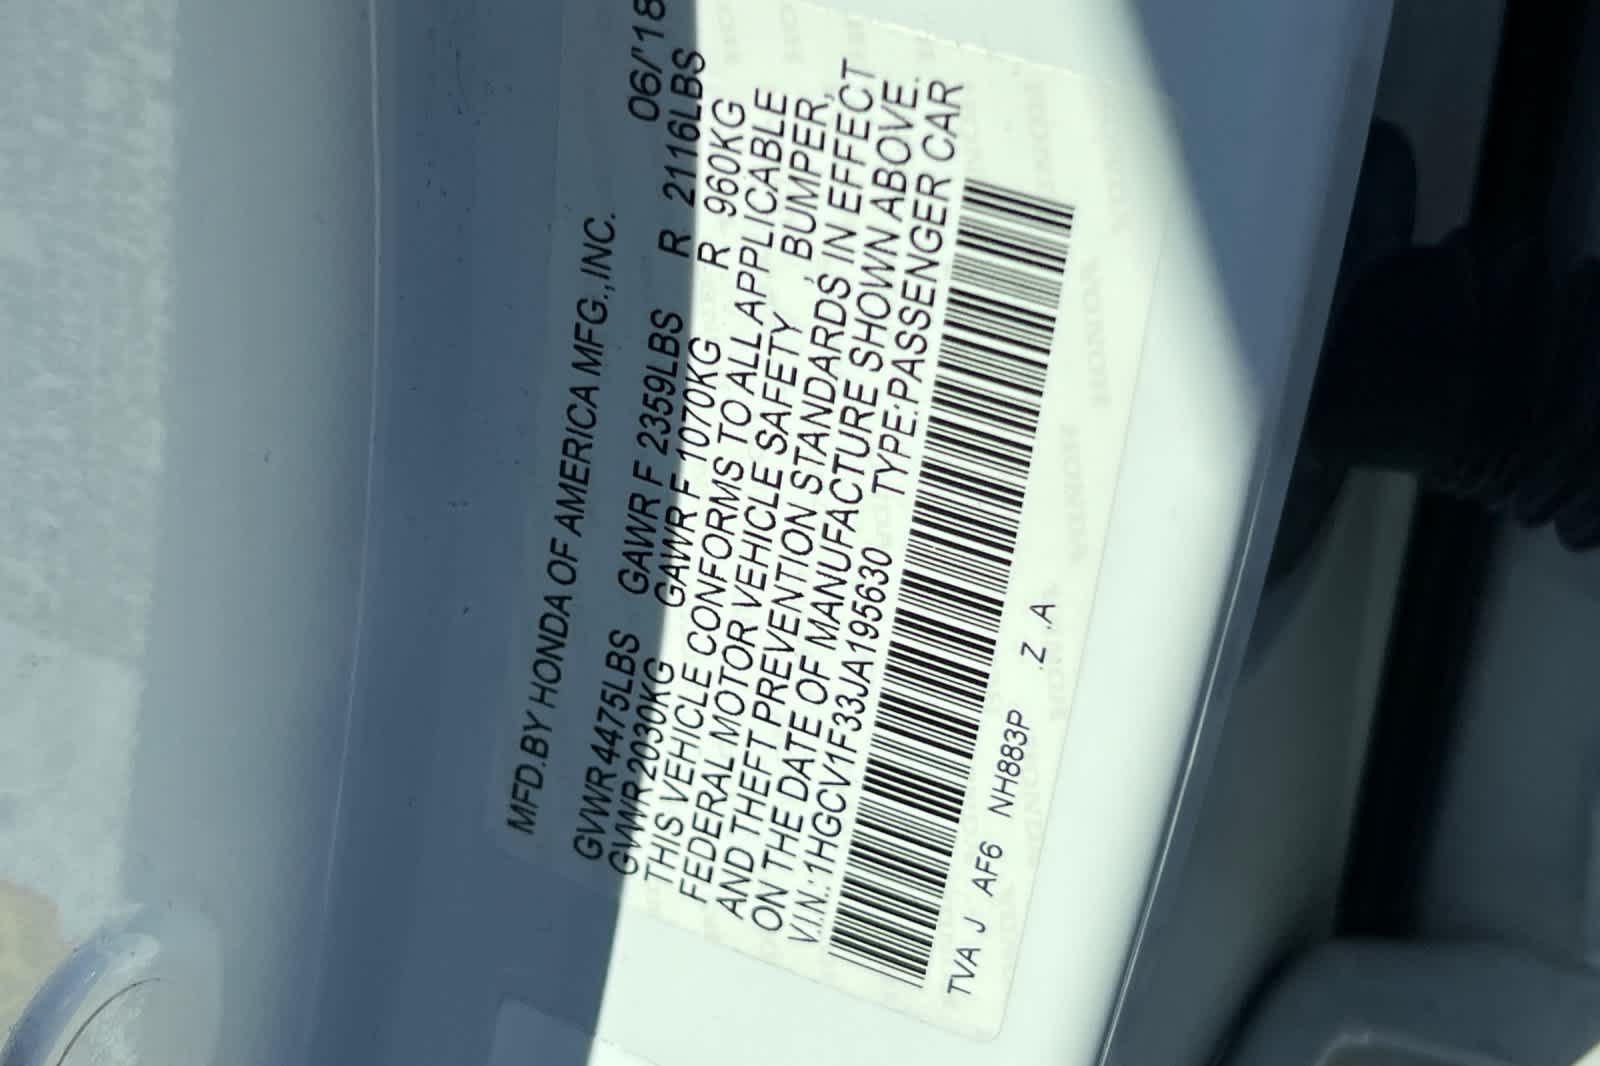 MFD.BY HONDA OF AMERICA MFG.,INC. 06/'18
GVWR 4475LBS GAWR F 2359LBS R 2116LBS
GVWR 2030KG GAWR F 1070KG R 960KG
THIS VEHICLE CONFORMS TO ALL APPLICABLE
FEDERAL MOTOR VEHICLE SAFETY, BUMPER,
AND THEFT PREVENTION STANDARDS IN EFFECT
ON THE DATE OF MANUFACTURE SHOWN ABOVE.
V.I.N.: 1HGCV1F33JA195630 TYPE:PASSENGER CAR
TVA J AF6 NH883P .Z .A